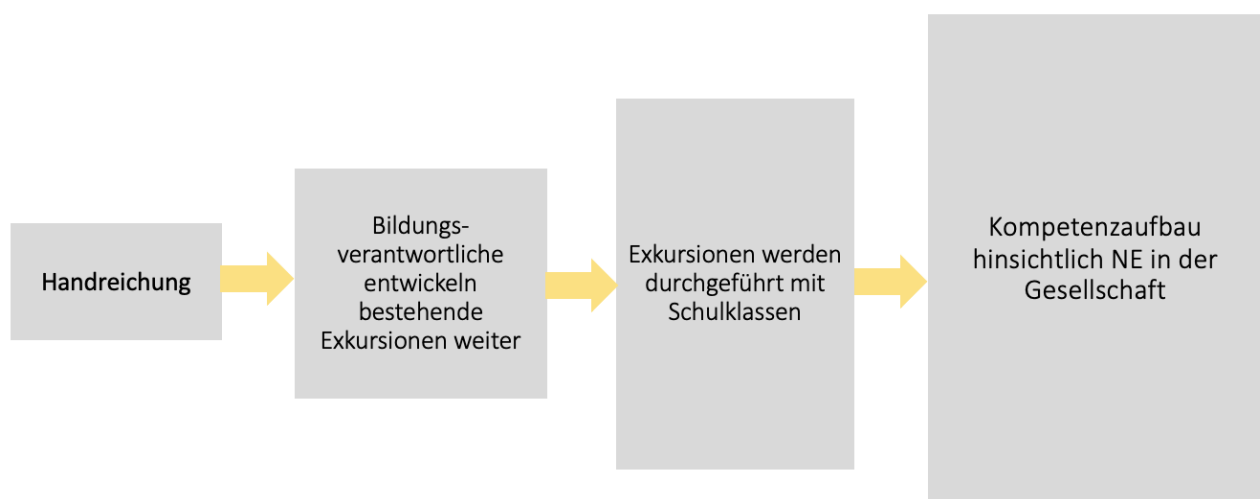 Handreichung
Bildungs-
verantwortliche
entwickeln
bestehende
Exkursionen weiter
Exkursionen werden
durchgeführt mit
Schulklassen
Kompetenzaufbau
hinsichtlich NE in der
Gesellschaft